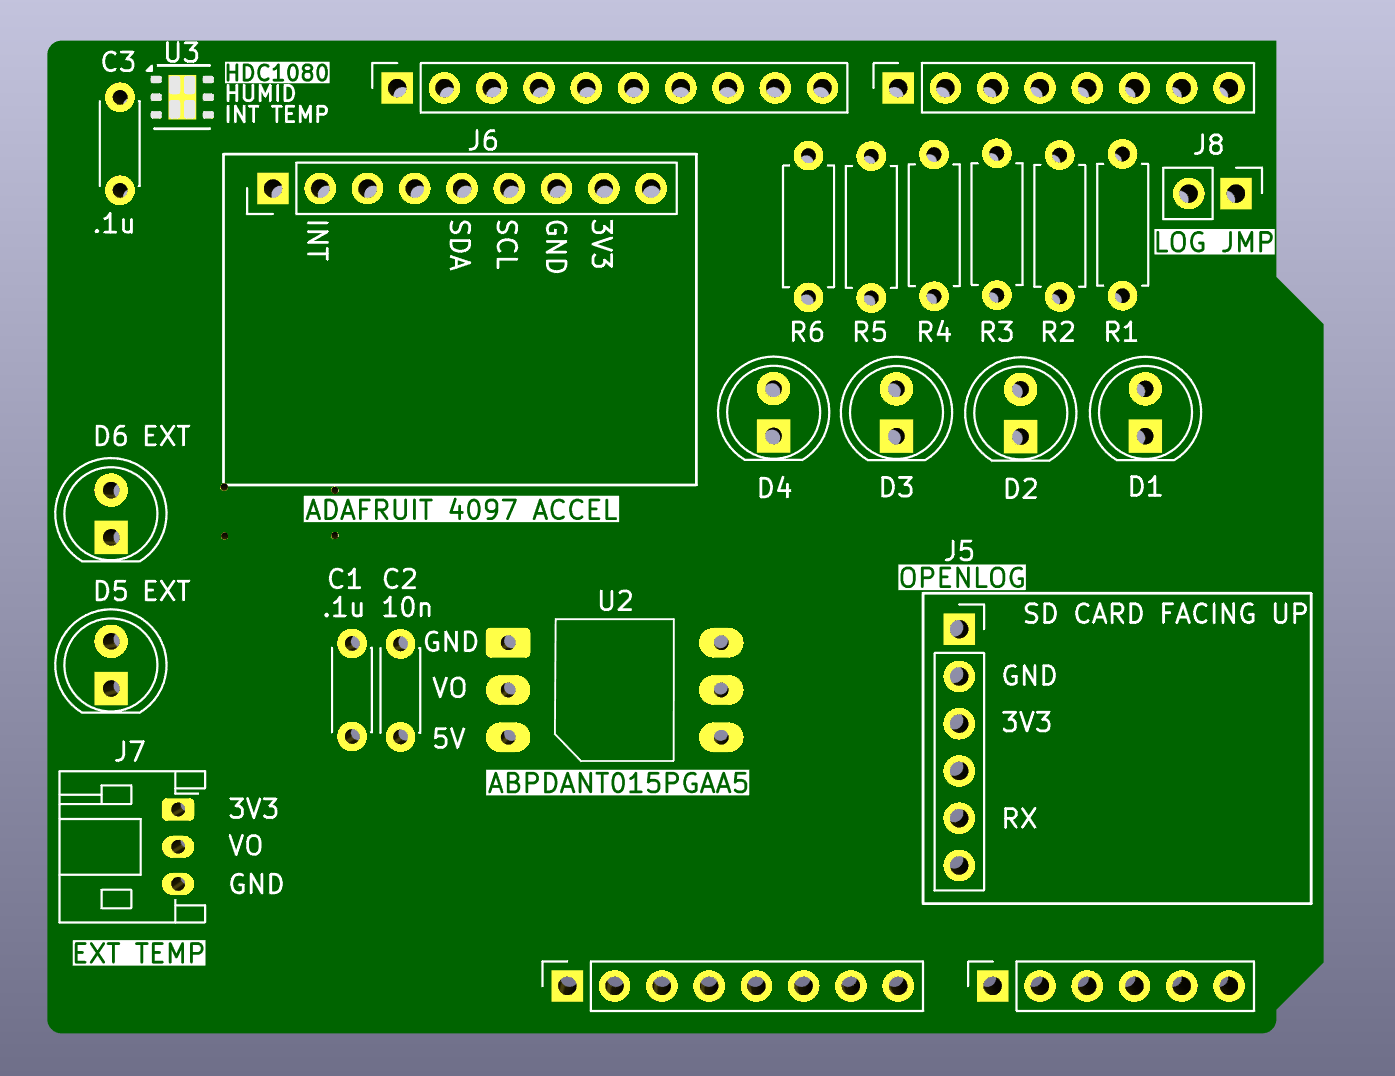 C3
U3
HDC1080
HUMID
INT TEMP
.1u
J6
INT
SDA
SCL
GND
3V3
J8
LOG JMP
R6 R5 R4 R3 R2 R1
D4 D3 D2 D1
ADAFRUIT 4097 ACCEL
D6 EXT
D5 EXT
C1 C2
.1u 10n
U2
GND
VO
5V
ABPDANT015PGAA5
J5
OPENLOG
SD CARD FACING UP
GND
3V3
RX
J7
3V3
VO
GND
EXT TEMP